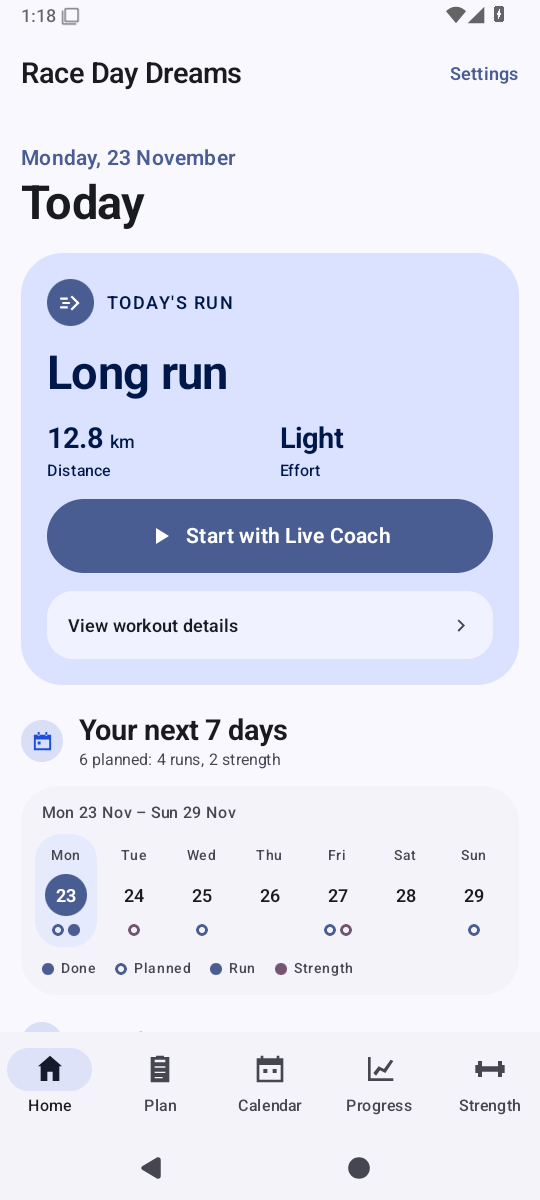 1:18
Race Day Dreams
Settings
Monday, 23 November
Today
TODAY'S RUN
Long run
12.8 km
Distance
Light
Effort
Start with Live Coach
View workout details
Your next 7 days
6 planned: 4 runs, 2 strength
Mon 23 Nov – Sun 29 Nov
Mon Tue Wed Thu Fri Sat Sun
23 24 25 26 27 28 29
Done Planned Run Strength
Home Plan Calendar Progress Strength